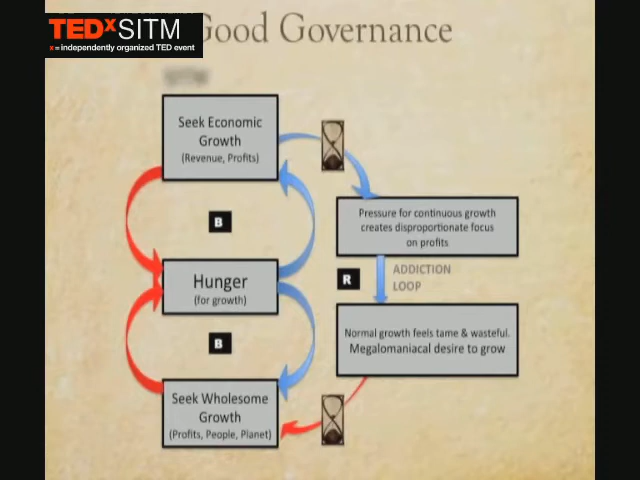 TEDxSITM
x = independently organized TED event
Good Governance
Seek Economic
Growth
(Revenue, Profits)
B
Hunger
(for growth)
B
Seek Wholesome
Growth
(Profits, People, Planet)
Pressure for continuous growth
creates disproportionate focus
on profits
R
ADDICTION
LOOP
Normal growth feels tame & wasteful.
Megalomaniacal desire to grow